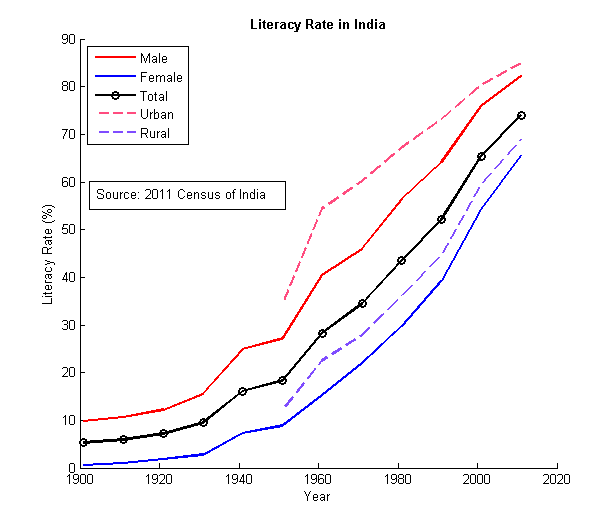 Literacy Rate in India
90
80
70
60
50
40
30
20
10
0
Literacy Rate (%)
Male
Female
Total
Urban
Rural
Source: 2011 Census of India
1900
1920
1940
1960
1980
2000
2020
Year